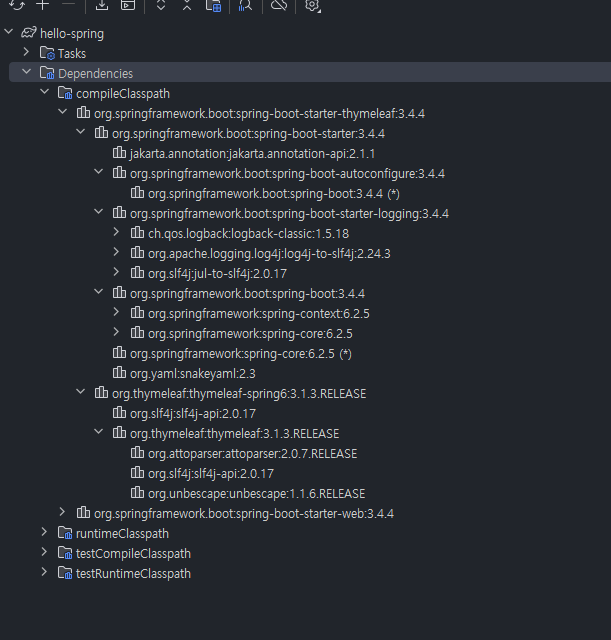 hello-spring
Tasks
Dependencies
compileClasspath
org.springframework.boot:spring-boot-starter-thymeleaf:3.4.4
org.springframework.boot:spring-boot-starter:3.4.4
jakarta.annotation:jakarta.annotation-api:2.1.1
org.springframework.boot:spring-boot-autoconfigure:3.4.4
org.springframework.boot:spring-boot:3.4.4 (*)
org.springframework.boot:spring-boot-starter-logging:3.4.4
ch.qos.logback:logback-classic:1.5.18
org.apache.logging.log4j:log4j-to-slf4j:2.24.3
org.slf4j:jul-to-slf4j:2.0.17
org.springframework.boot:spring-boot:3.4.4
org.springframework:spring-context:6.2.5
org.springframework:spring-core:6.2.5
org.springframework:spring-core:6.2.5 (*)
org.yaml:snakeyaml:2.3
org.thymeleaf:thymeleaf-spring6:3.1.3.RELEASE
org.slf4j:slf4j-api:2.0.17
org.thymeleaf:thymeleaf:3.1.3.RELEASE
org.attoparser:attoparser:2.0.7.RELEASE
org.slf4j:slf4j-api:2.0.17
org.unbescape:unbescape:1.1.6.RELEASE
org.springframework.boot:spring-boot-starter-web:3.4.4
runtimeClasspath
testCompileClasspath
testRuntimeClasspath